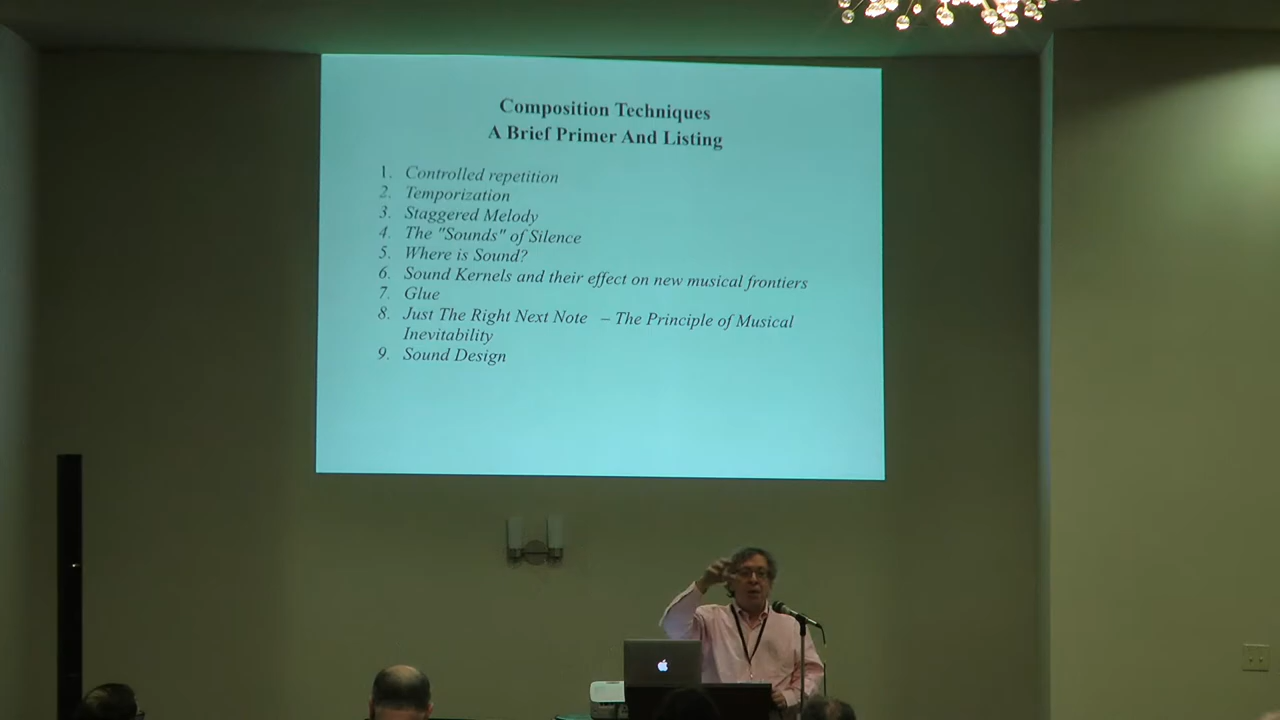 Composition Techniques
A Brief Primer And Listing
1. Controlled repetition
2. Temporization
3. Staggered Melody
4. The "Sounds" of Silence
5. Where is Sound?
6. Sound Kernels and their effect on new musical frontiers
7. Glue
8. Just The Right Next Note – The Principle of Musical
Inevitability
9. Sound Design